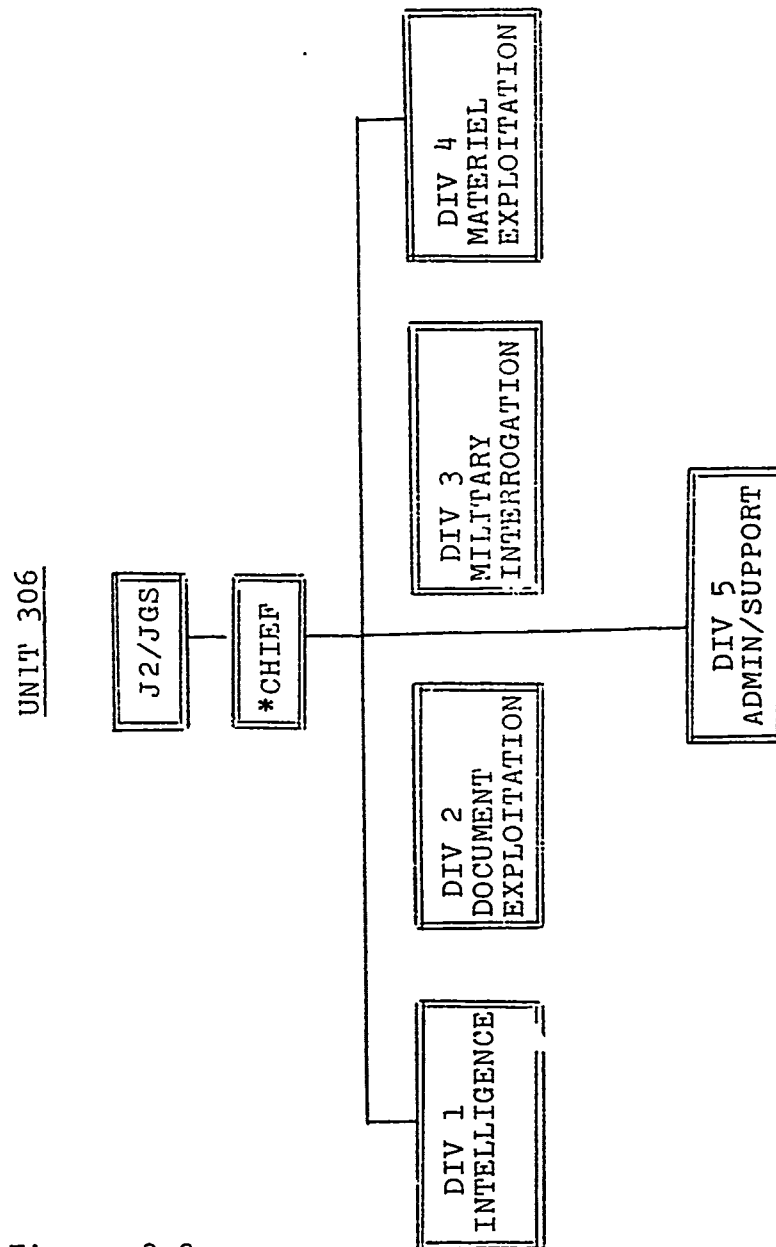 UNIT 306
J2/JGS
*CHIEF
DIV 1
INTELLIGENCE
DIV 2
DOCUMENT
EXPLOITATION
DIV 3
MILITARY
INTERROGATION
DIV 4
MATERIEL
EXPLOITATION
DIV 5
ADMIN/SUPPORT